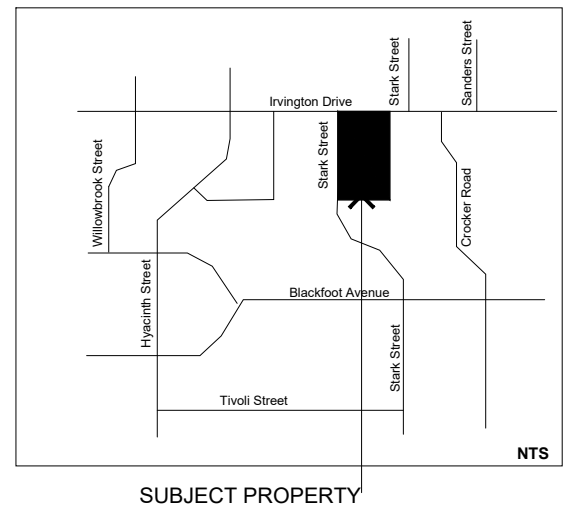 Stark Street
Sanders Street
Irvington Drive
Stark Street
Willowbrook Street
Crocker Road
Hyacinth Street
Blackfoot Avenue
Stark Street
Tivoli Street
NTS
SUBJECT PROPERTY